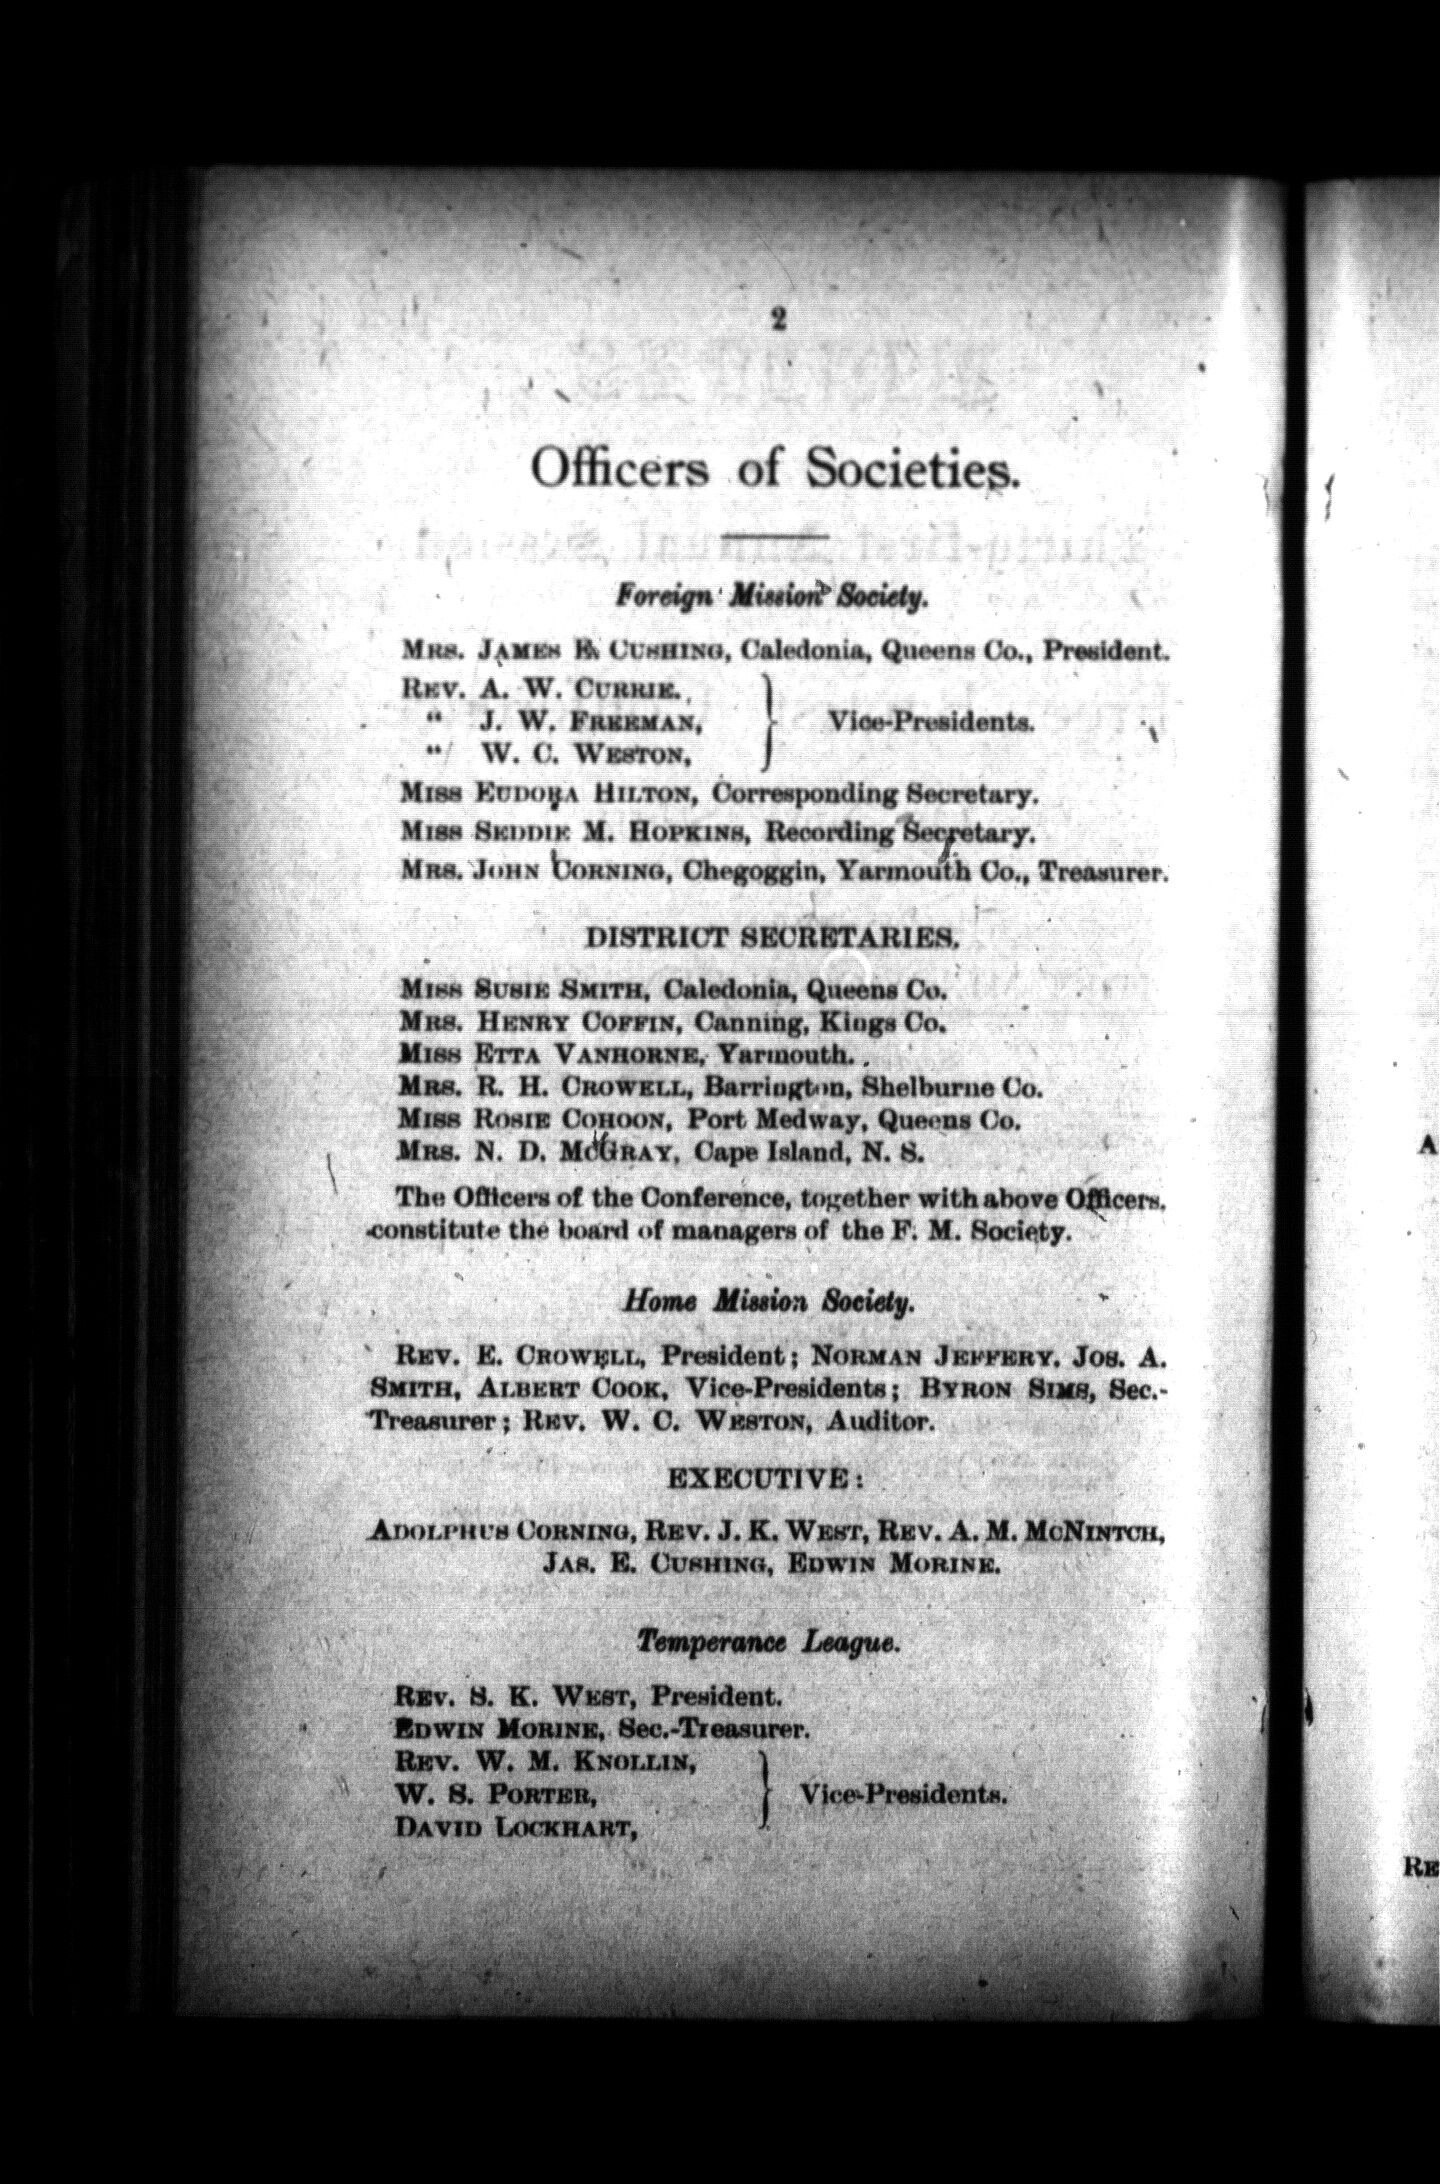 2
Officers of Societies.
Foreign Mission Society.
MRS. JAMES E. CUSHING, Caledonia, Queens Co., President.
REV. A. W. CURRIE.
" J. W. FREEMAN, } Vice-Presidents.
" W. C. WESTON,
MISS EUDORA HILTON, Corresponding Secretary.
MISS SEDDIE M. HOPKINS, Recording Secretary.
MRS. JOHN CORNING, Chegoggin, Yarmouth Co., Treasurer.
DISTRICT SECRETARIES.
MISS SUSIE SMITH, Caledonia, Queens Co.
MRS. HENRY COFFIN, Canning, Kings Co.
MISS ETTA VANHORNE, Yarmouth.
MRS. R. H. CROWELL, Barrington, Shelburne Co.
MISS ROSIE COHOON, Port Medway, Queens Co.
MRS. N. D. MCGRAY, Cape Island, N. S.
The Officers of the Conference, together with above Officers,
constitute the board of managers of the F. M. Society.
Home Mission Society.
REV. E. CROWELL, President; NORMAN JEFFERY. JOS. A.
SMITH, ALBERT COOK, Vice-Presidents; BYRON SIMS, Sec.-
Treasurer; REV. W. C. WESTON, Auditor.
EXECUTIVE:
ADOLPHUS CORNING, REV. J. K. WEST, REV. A. M. MCNINTCH,
JAS. E. CUSHING, EDWIN MORINE.
Temperance League.
REV. S. K. WEST, President.
EDWIN MORINE, Sec.-Treasurer.
REV. W. M. KNOLLIN,
W. S. PORTER, } Vice-Presidents.
DAVID LOCKHART,
A
RE